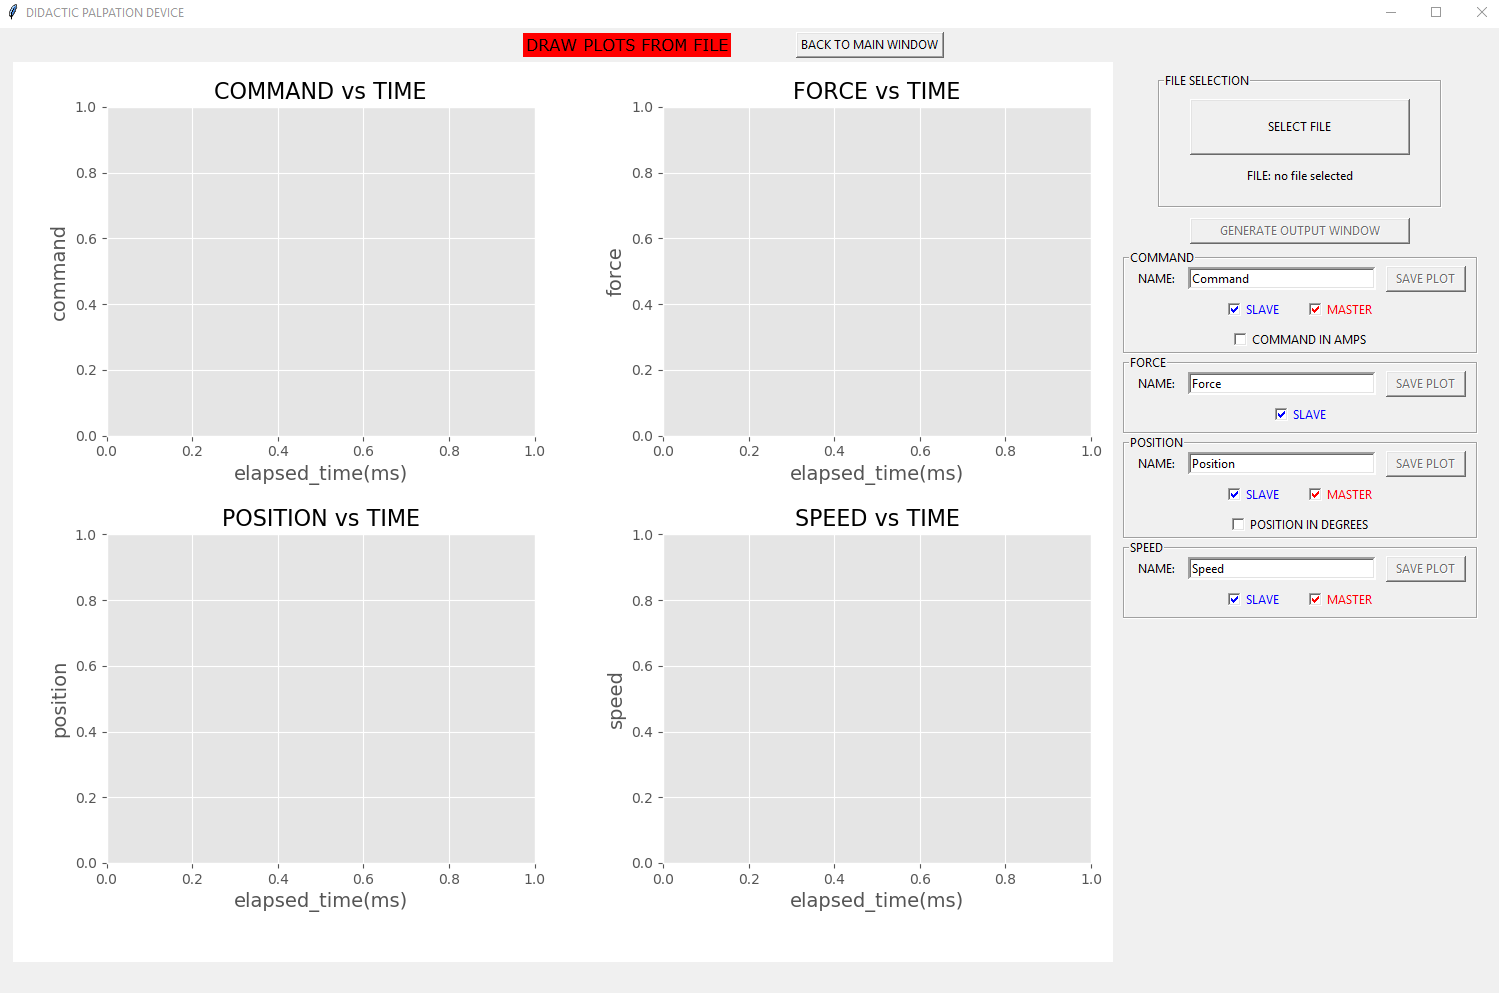 DIDACTIC PALPATION DEVICE
DRAW PLOTS FROM FILE
BACK TO MAIN WINDOW
COMMAND vs TIME
1.0
0.8
0.6
0.4
0.2
0.0
command
0.0 0.2 0.4 0.6 0.8 1.0
elapsed_time(ms)
FORCE vs TIME
1.0
0.8
0.6
0.4
0.2
0.0
force
0.0 0.2 0.4 0.6 0.8 1.0
elapsed_time(ms)
POSITION vs TIME
1.0
0.8
0.6
0.4
0.2
0.0
position
0.0 0.2 0.4 0.6 0.8 1.0
elapsed_time(ms)
SPEED vs TIME
1.0
0.8
0.6
0.4
0.2
0.0
speed
0.0 0.2 0.4 0.6 0.8 1.0
elapsed_time(ms)
FILE SELECTION
SELECT FILE
FILE: no file selected
GENERATE OUTPUT WINDOW
COMMAND
NAME: Command SAVE PLOT
SLAVE MASTER
COMMAND IN AMPS
FORCE
NAME: Force SAVE PLOT
SLAVE
POSITION
NAME: Position SAVE PLOT
SLAVE MASTER
POSITION IN DEGREES
SPEED
NAME: Speed SAVE PLOT
SLAVE MASTER